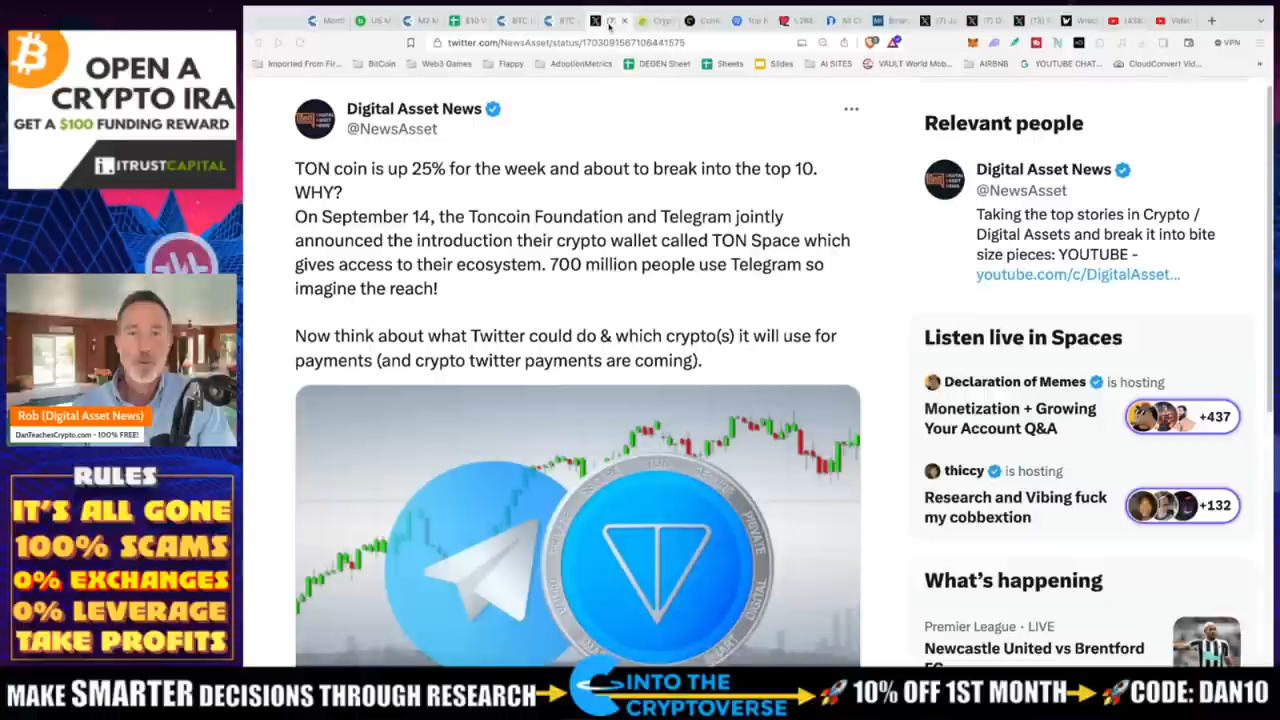 OPEN A
CRYPTO IRA
GET A $100 FUNDING REWARD
ITRUSTCAPITAL
Rob (Digital Asset News)
DanTeachesCrypto.com - 100% FREE!
RULES
IT'S ALL GONE
100% SCAMS
0% EXCHANGES
0% LEVERAGE
TAKE PROFITS
twitter.com/NewsAsset/status/1703091567106441575
VPN
Imported From Fir...
BitCoin
Web3 Games
Flappy
AdoptionMetrics
DEGEN Sheet
Sheets
Slides
AI SITES
VAULT World Mob...
AIRBNB
YOUTUBE CHAT...
CloudConvert Vid...
Digital Asset News
@NewsAsset
TON coin is up 25% for the week and about to break into the top 10.
WHY?
On September 14, the Toncoin Foundation and Telegram jointly
announced the introduction their crypto wallet called TON Space which
gives access to their ecosystem. 700 million people use Telegram so
imagine the reach!
Now think about what Twitter could do & which crypto(s) it will use for
payments (and crypto twitter payments are coming).
Relevant people
Digital Asset News
@NewsAsset
Taking the top stories in Crypto /
Digital Assets and break it into bite
size pieces: YOUTUBE -
youtube.com/c/DigitalAsset...
Listen live in Spaces
Declaration of Memes is hosting
Monetization + Growing
Your Account Q&A
+437
thiccy is hosting
Research and Vibing fuck
my cobbextion
+132
What's happening
Premier League · LIVE
Newcastle United vs Brentford
MAKE SMARTER DECISIONS THROUGH RESEARCH
INTO THE
CRYPTOVERSE
10% OFF 1ST MONTH
CODE: DAN10